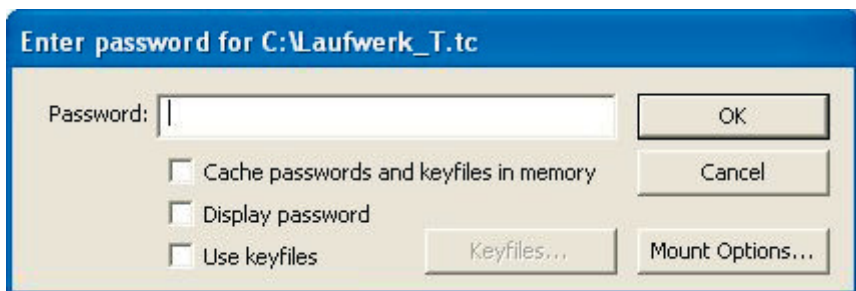 Enter password for C:\Laufwerk_T.tc
Password:
OK
Cache passwords and keyfiles in memory
Cancel
Display password
Use keyfiles
Keyfiles...
Mount Options...